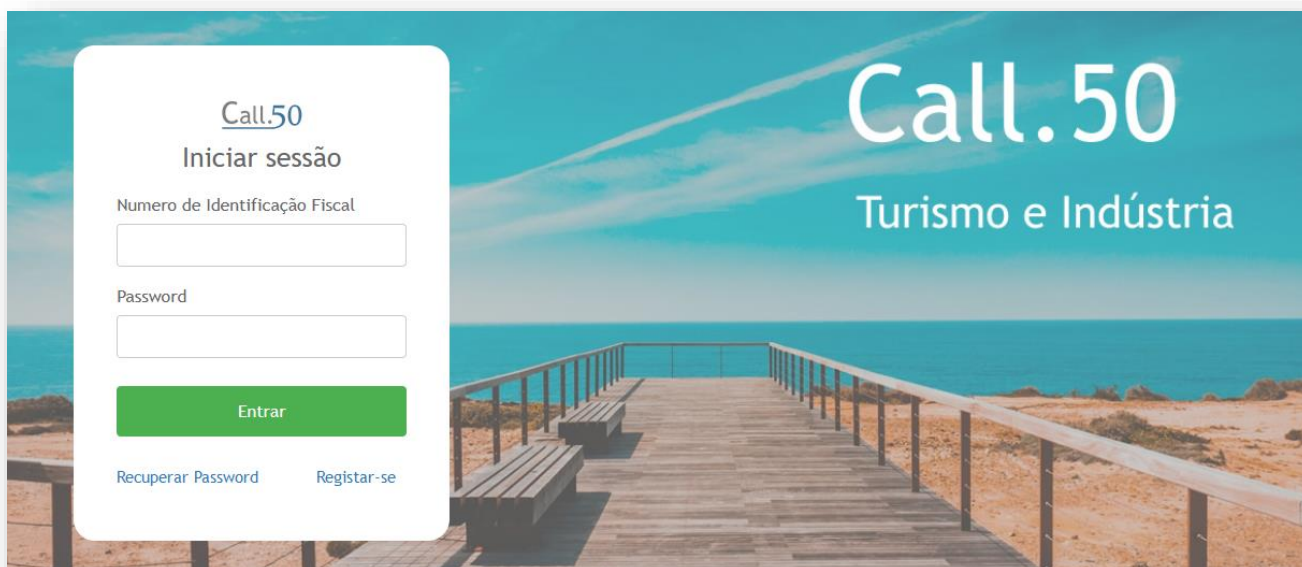 Call.50
Iniciar sessão
Numero de Identificação Fiscal
Password
Entrar
Recuperar Password Registar-se
Call.50
Turismo e Indústria